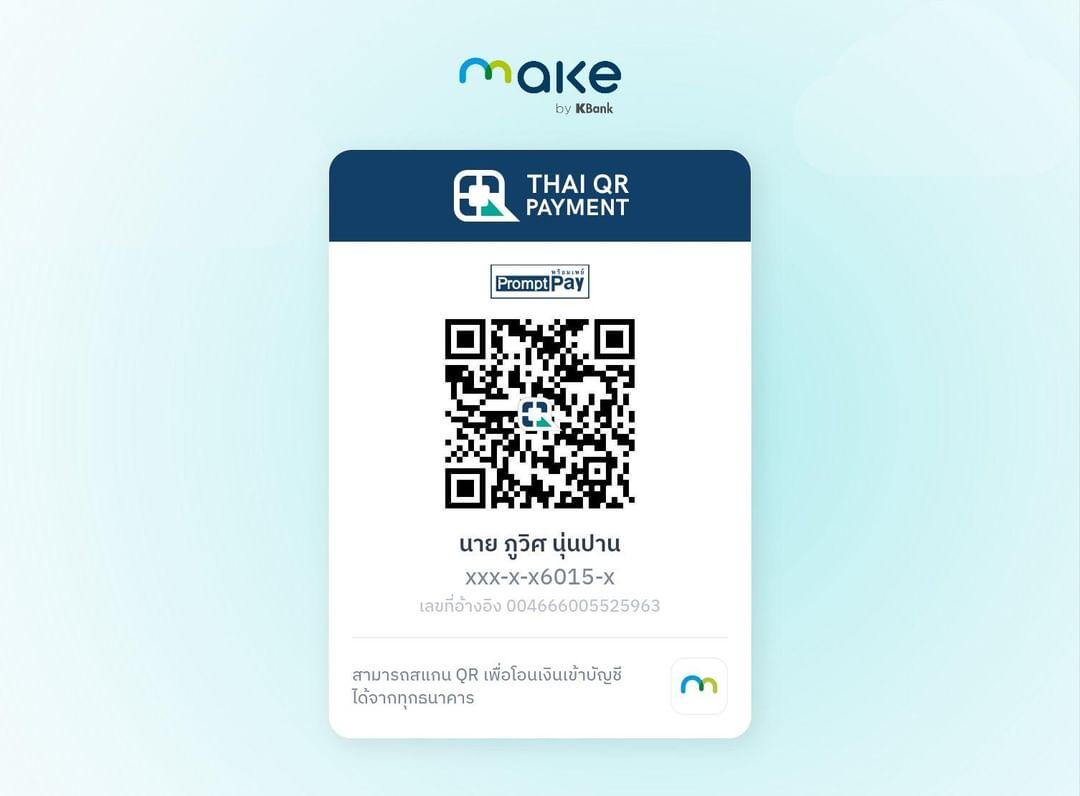 make
by KBank
THAI QR
PAYMENT
พร้อมเพย์
PromptPay
นาย ภูวิศ นุ่นปาน
xxx-x-x6015-x
เลขที่อ้างอิง 004666005525963
สามารถสแกน QR เพื่อโอนเงินเข้าบัญชี
ได้จากทุกธนาคาร